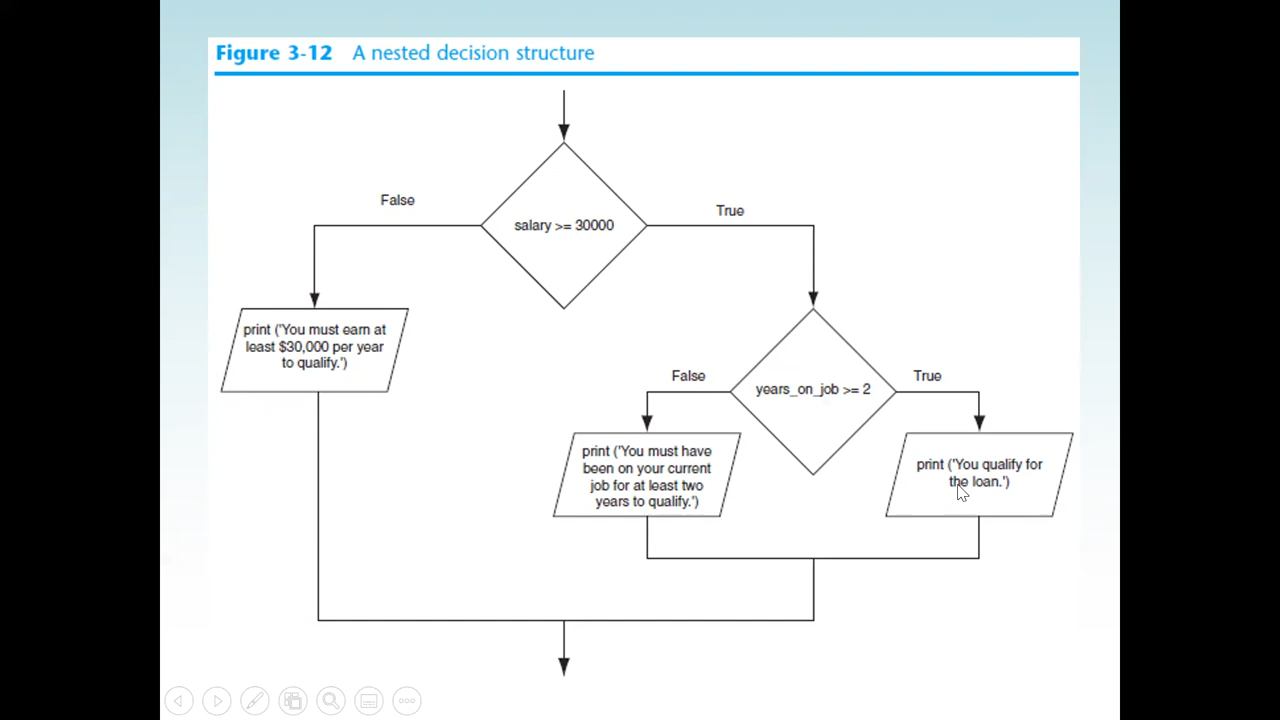 Figure 3-12 A nested decision structure
False
True
salary >= 30000
print ('You must earn at
least $30,000 per year
to qualify.')
False
True
years_on_job >= 2
print ('You must have
been on your current
job for at least two
years to qualify.')
print ('You qualify for
the loan.')